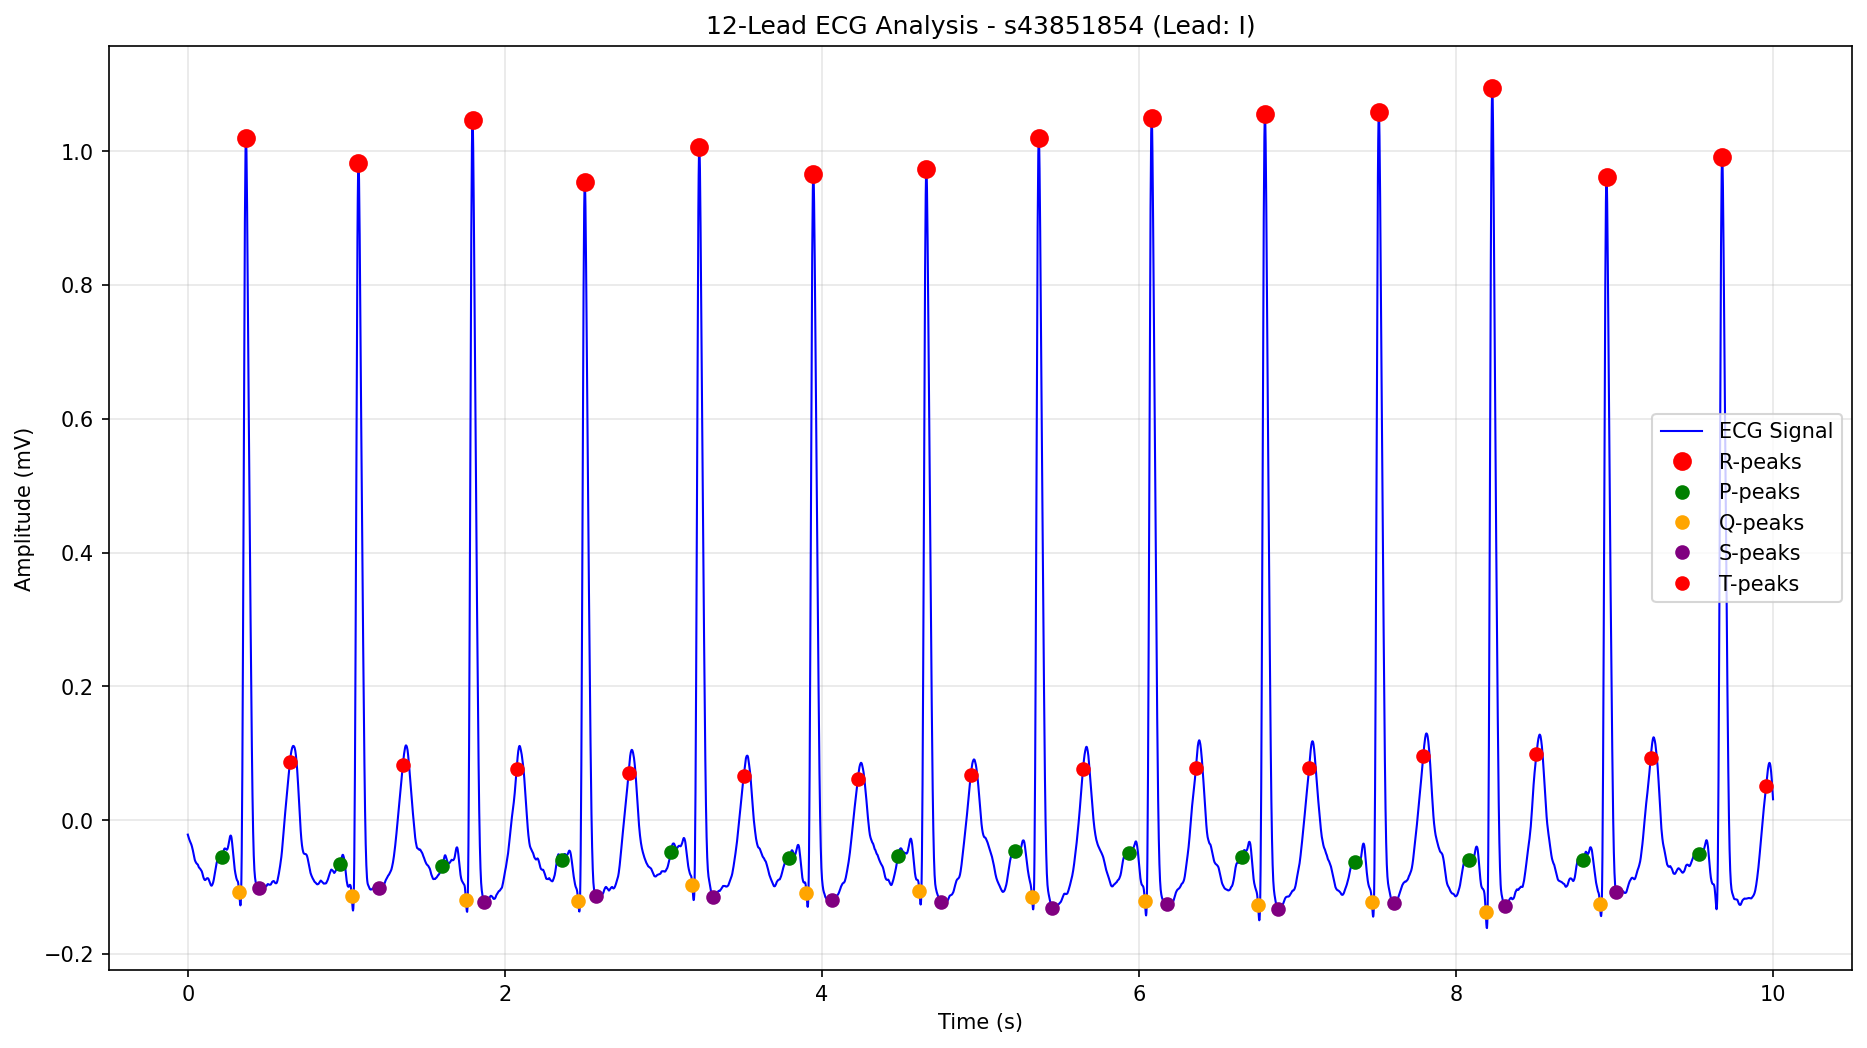 12-Lead ECG Analysis - s43851854 (Lead: I)
Amplitude (mV)
1.0
0.8
0.6
0.4
0.2
0.0
−0.2
ECG Signal
R-peaks
P-peaks
Q-peaks
S-peaks
T-peaks
0 2 4 6 8 10
Time (s)